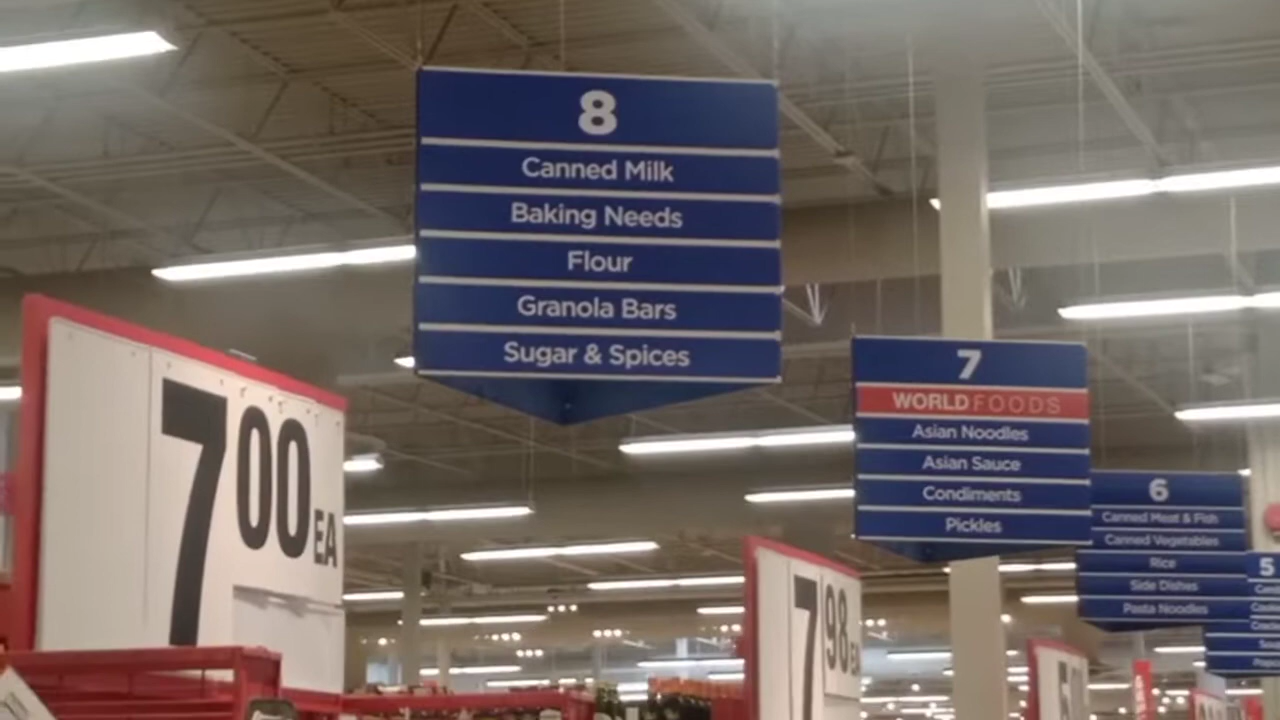 8
Canned Milk
Baking Needs
Flour
Granola Bars
Sugar & Spices
7
WORLD FOODS
Asian Noodles
Asian Sauce
Condiments
Pickles
6
Canned Meat & Fish
Canned Vegetables
Rice
Side Dishes
Pasta Noodles
5
7 00 EA
7 98 EA